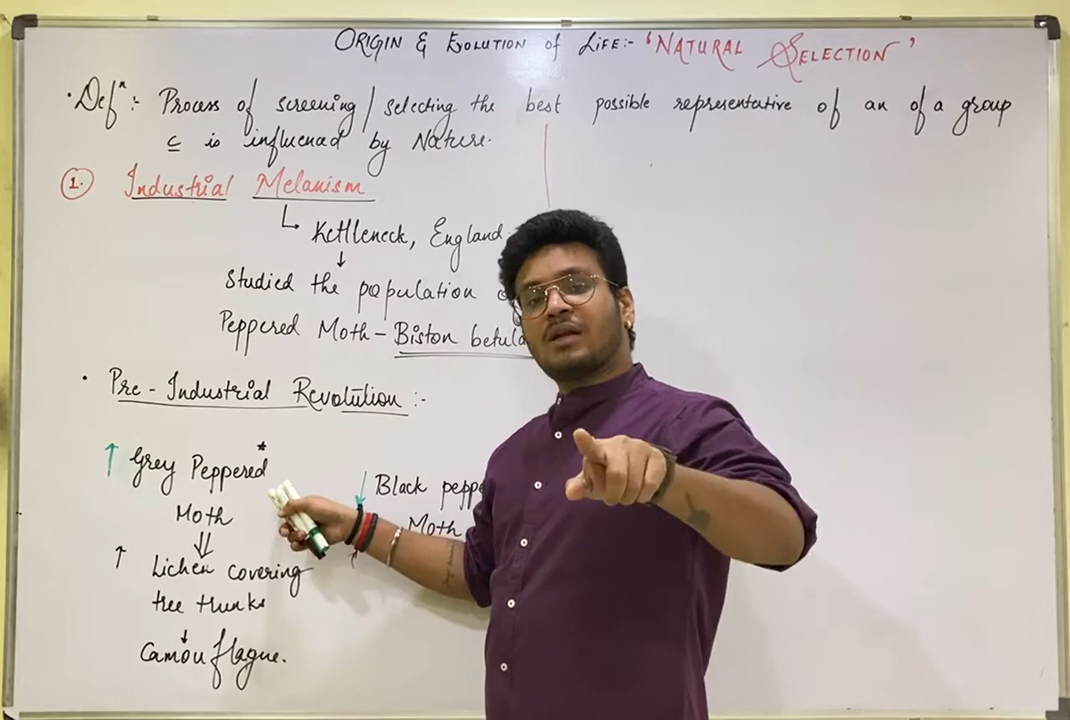 ORIGIN & EVOLUTION of LiFE:- 'NATURAL SELECTION'
• Defⁿ:- Process of screening/selecting the best possible representative of an of a group
c̲ is influenced by Nature.
1. Industrial Melanism
↳ Kettleneck, England.
↓
Studied the population
Peppered Moth - Biston betula
• Pre - Industrial Revolution :-
↑ Grey Peppered *
Moth
⇓
↑ Lichen covering
tree trunks
↓
Camouflague.
↓ Black peppe
Moth